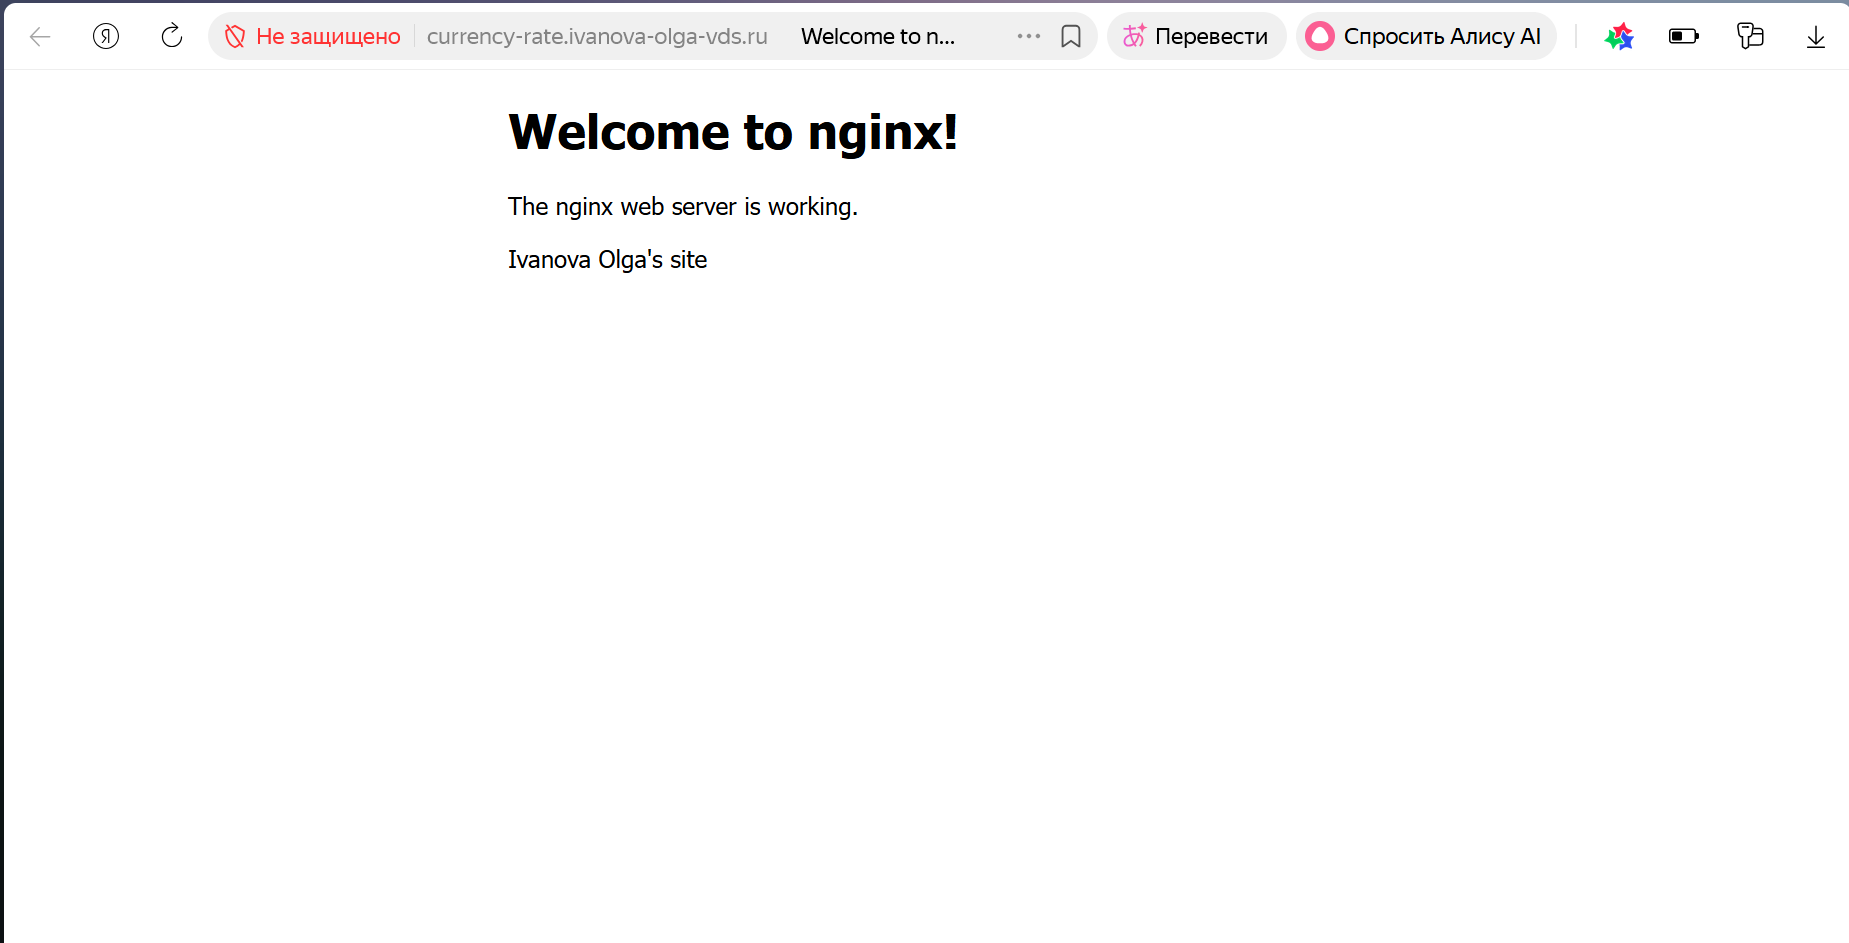 Не защищено currency-rate.ivanova-olga-vds.ru Welcome to n... Перевести Спросить Алису AI
Welcome to nginx!
The nginx web server is working.
Ivanova Olga's site